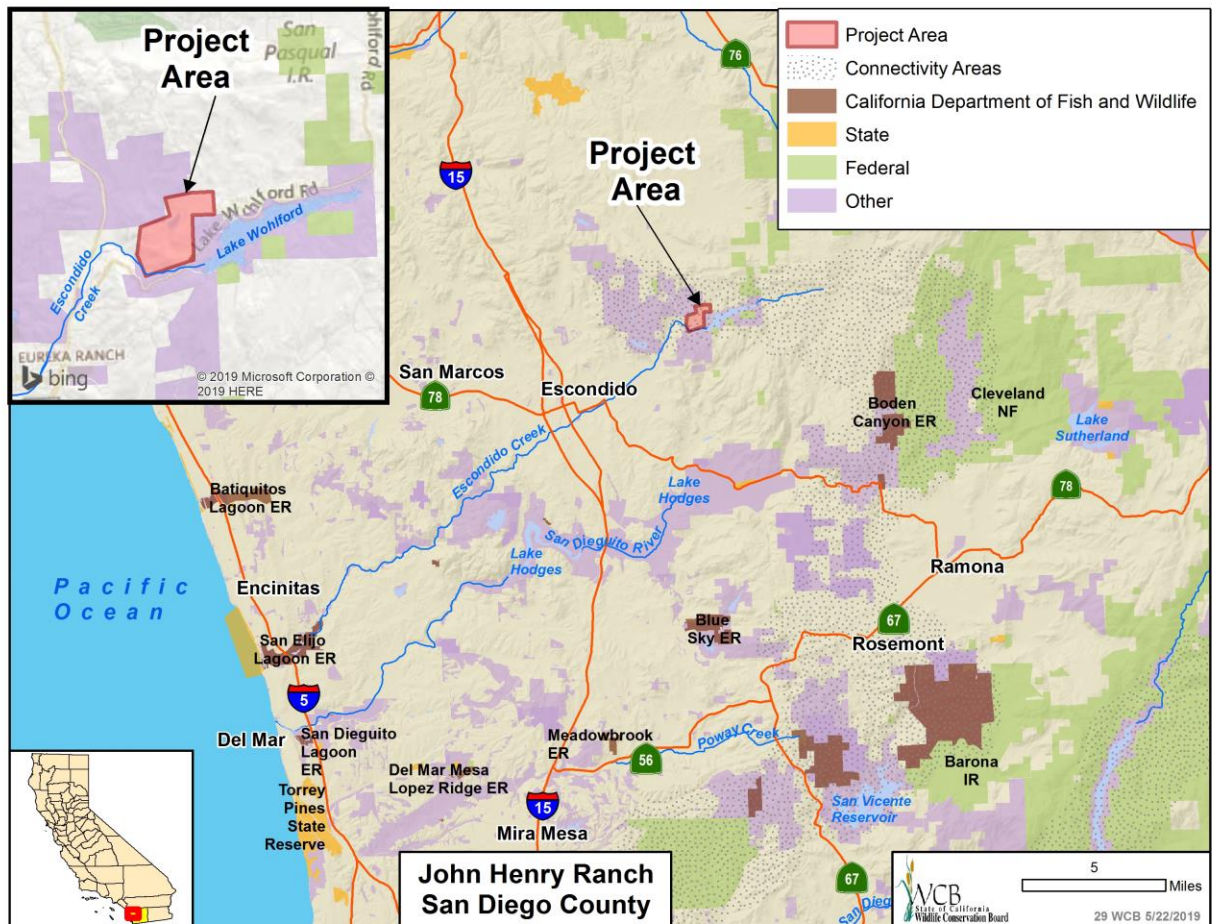 Project
Area
San
Pasqual
I.R.
Lake Wohlford Rd
Lake Wohlford
Escondido
Creek
EUREKA RANCH
bing
© 2019 Microsoft Corporation ©
2019 HERE
Project Area
Connectivity Areas
California Department of Fish and Wildlife
State
Federal
Other
76
15
Project
Area
San Marcos
78
Escondido
Boden
Canyon ER
Cleveland
NF
Lake
Sutherland
Escondido Creek
Lake
Hodges
78
Batiquitos
Lagoon ER
San Dieguito River
Lake
Hodges
Pacific
Ocean
Encinitas
Ramona
Blue
Sky ER
67
Rosemont
San Elijo
Lagoon ER
5
Del Mar
San Dieguito
Lagoon
ER
Meadowbrook
ER
Poway Creek
56
Barona
IR
Del Mar Mesa
Lopez Ridge ER
Torrey
Pines
State
Reserve
15
Mira Mesa
San Vicente
Reservoir
67
San Dieg
John Henry Ranch
San Diego County
WCB
State of California
Wildlife Conservation Board
5
Miles
29 WCB 5/22/2019